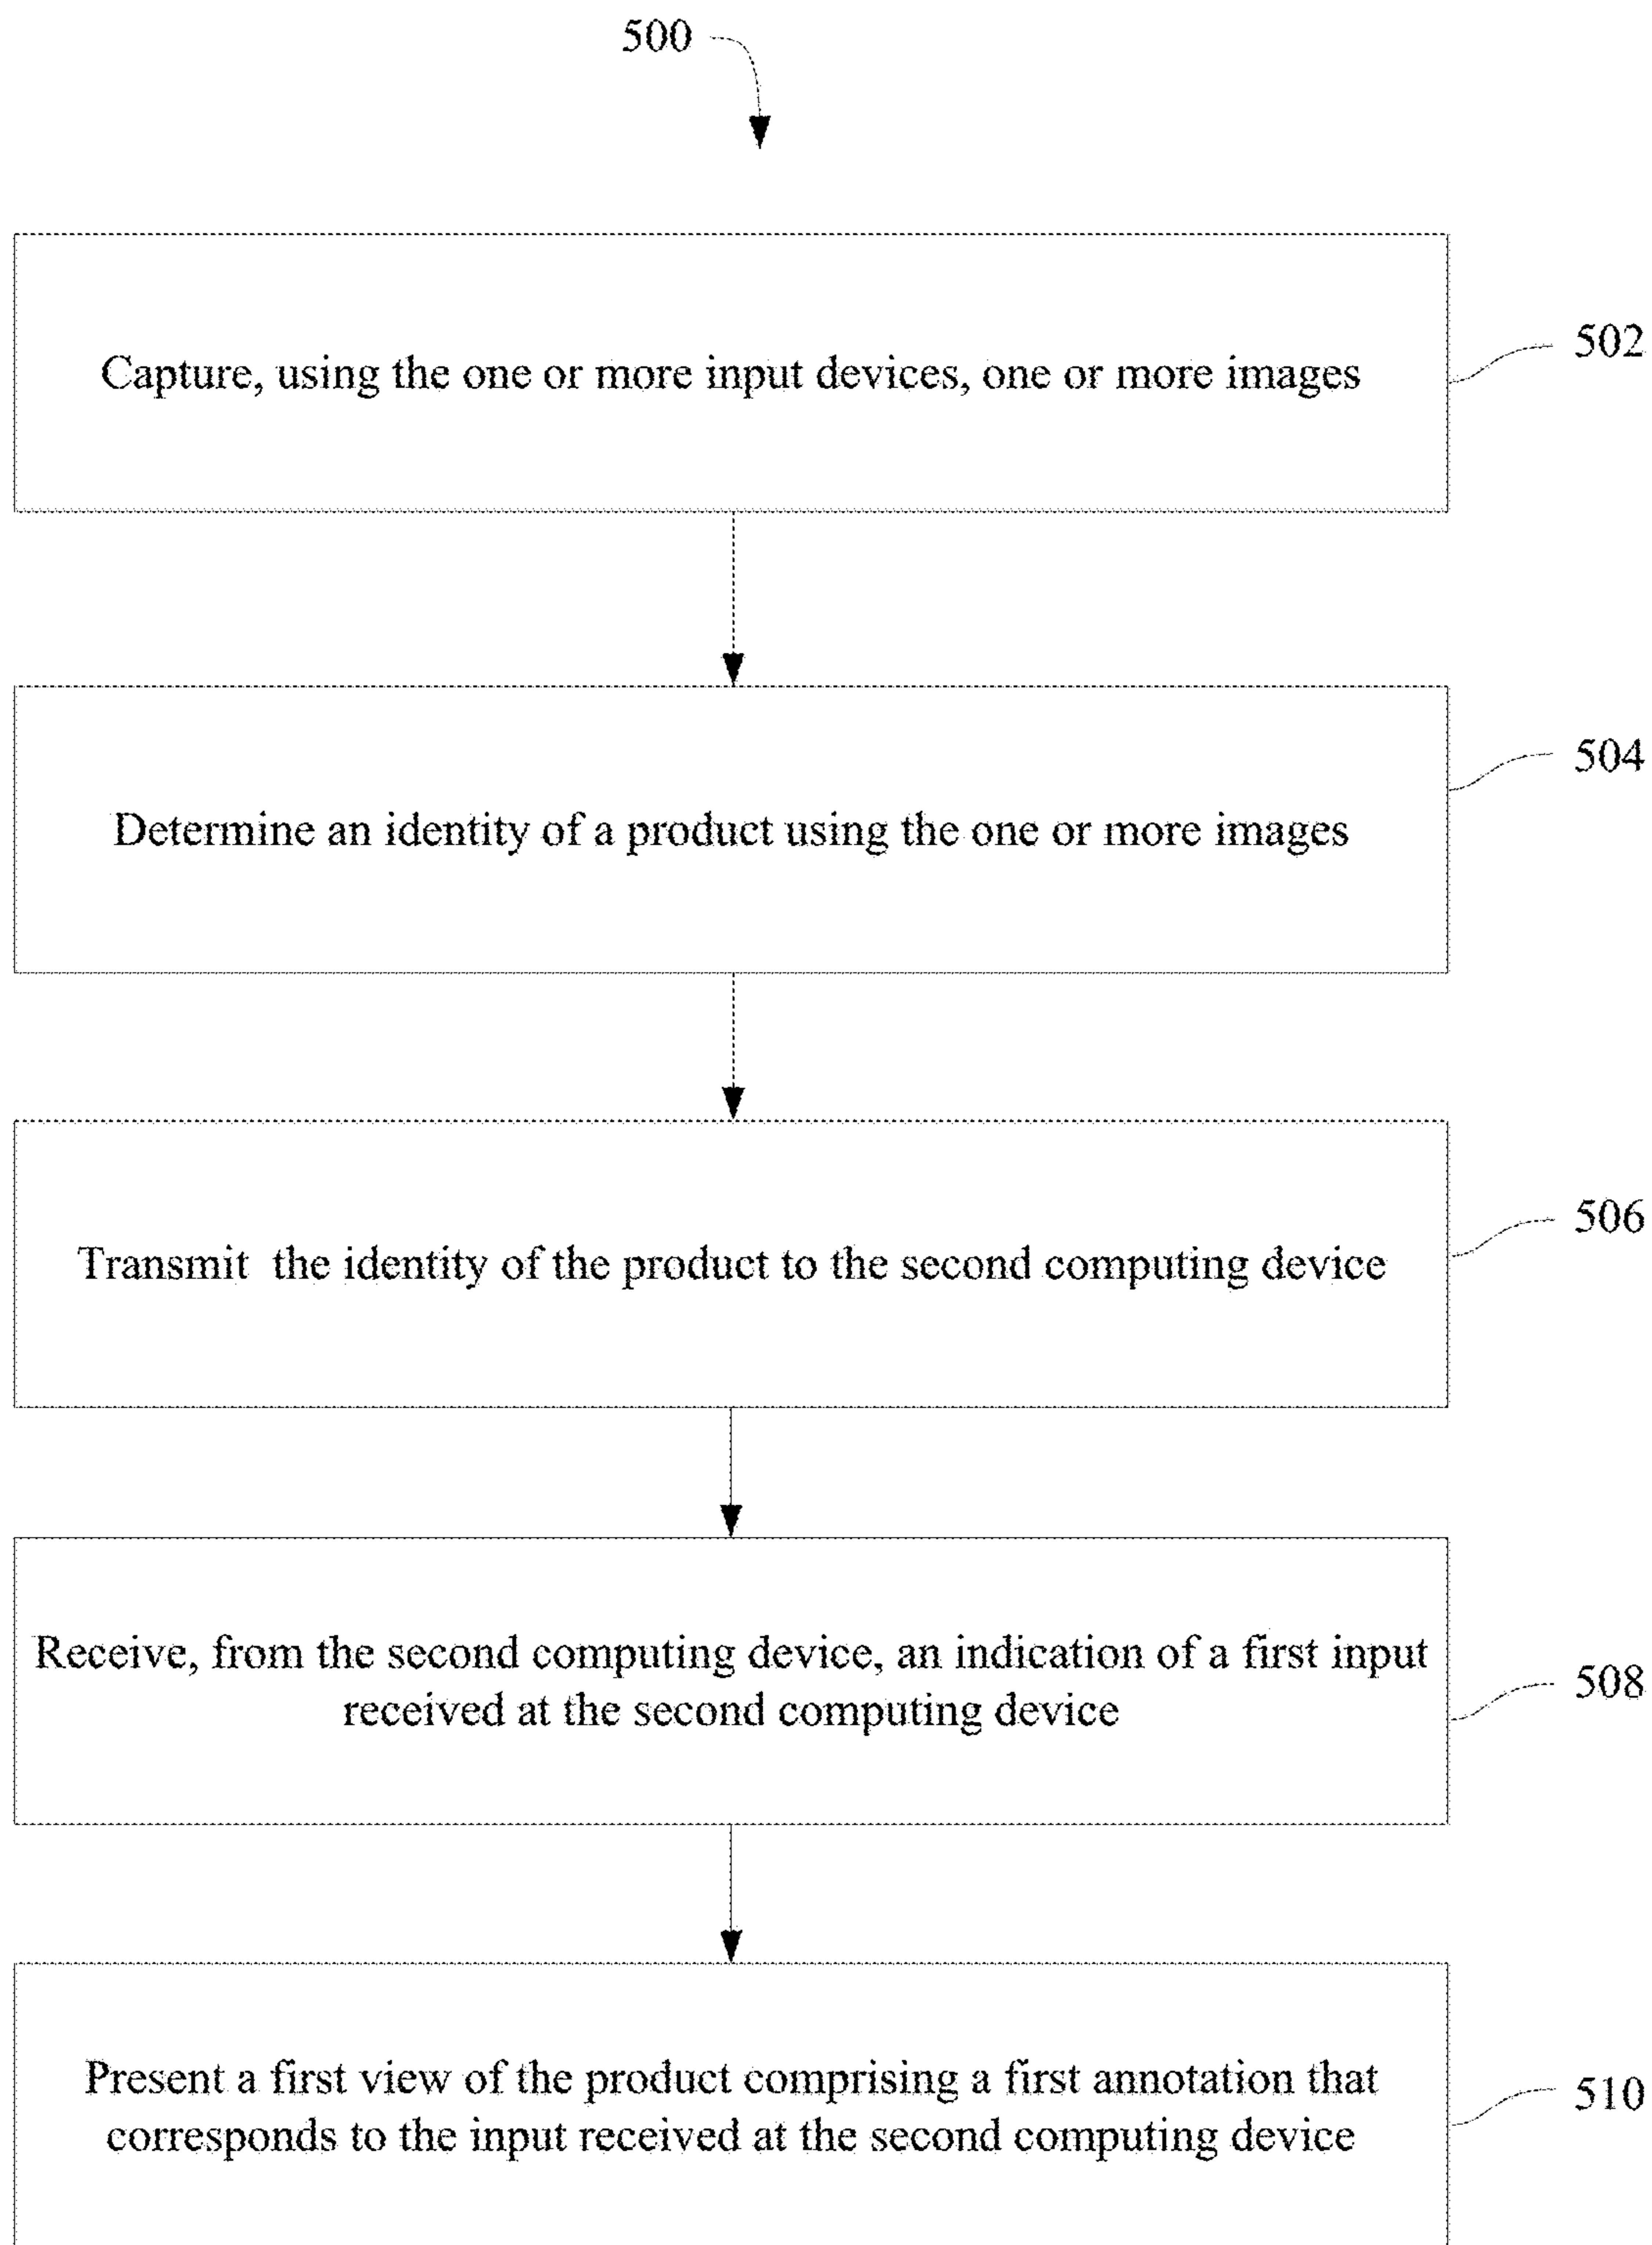 500
Capture, using the one or more input devices, one or more images
502
Determine an identity of a product using the one or more images
504
Transmit the identity of the product to the second computing device
506
Receive, from the second computing device, an indication of a first input
received at the second computing device
508
Present a first view of the product comprising a first annotation that
corresponds to the input received at the second computing device
510